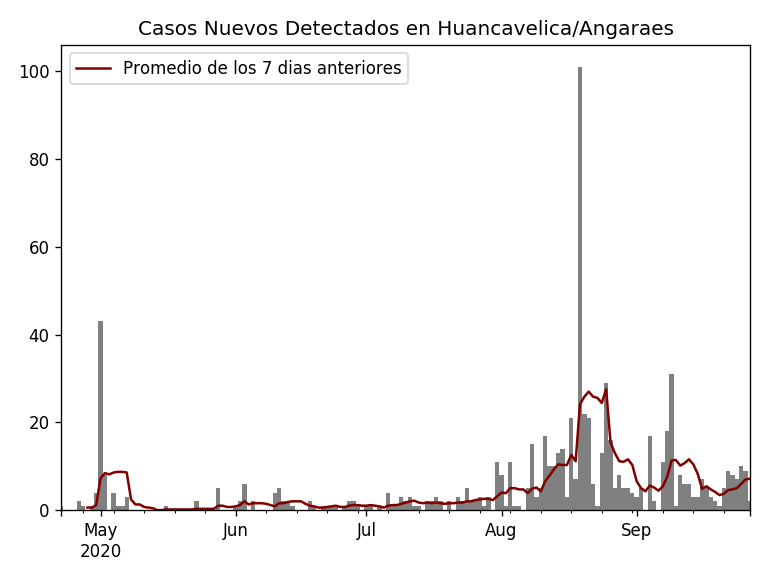 Casos Nuevos Detectados en Huancavelica/Angaraes
Promedio de los 7 dias anteriores
100
80
60
40
20
0
May Jun Jul Aug Sep
2020